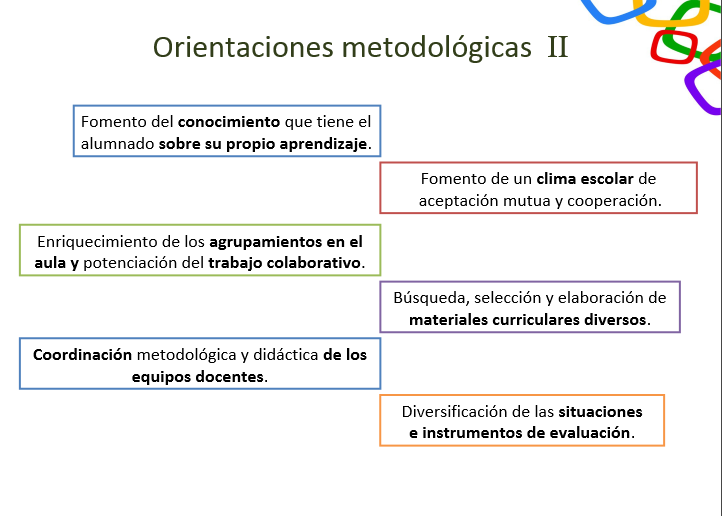 Orientaciones metodológicas II
Fomento del conocimiento que tiene el
alumnado sobre su propio aprendizaje.
Fomento de un clima escolar de
aceptación mutua y cooperación.
Enriquecimiento de los agrupamientos en el
aula y potenciación del trabajo colaborativo.
Búsqueda, selección y elaboración de
materiales curriculares diversos.
Coordinación metodológica y didáctica de los
equipos docentes.
Diversificación de las situaciones
e instrumentos de evaluación.